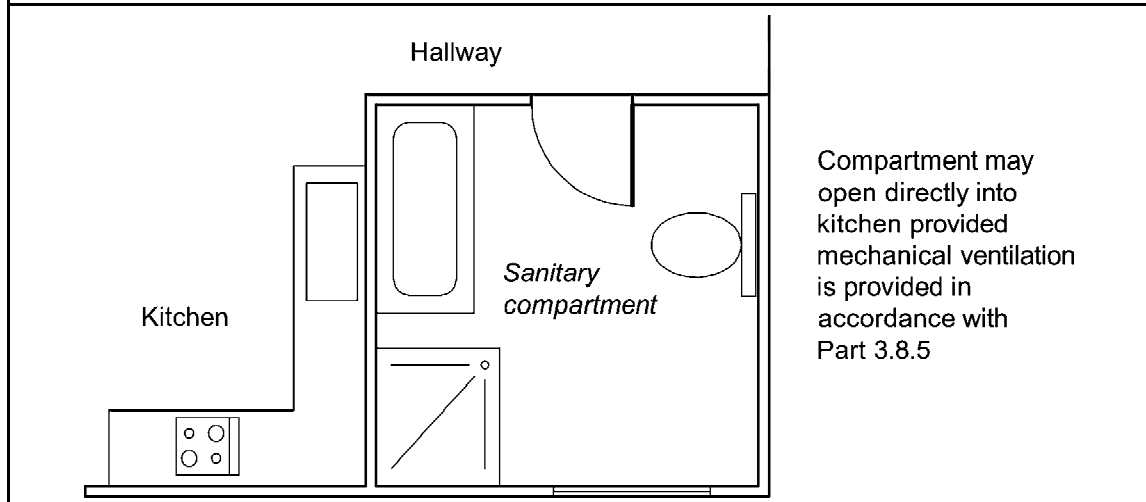 Hallway
Compartment may
open directly into
kitchen provided
mechanical ventilation
is provided in
accordance with
Part 3.8.5
Sanitary
compartment
Kitchen